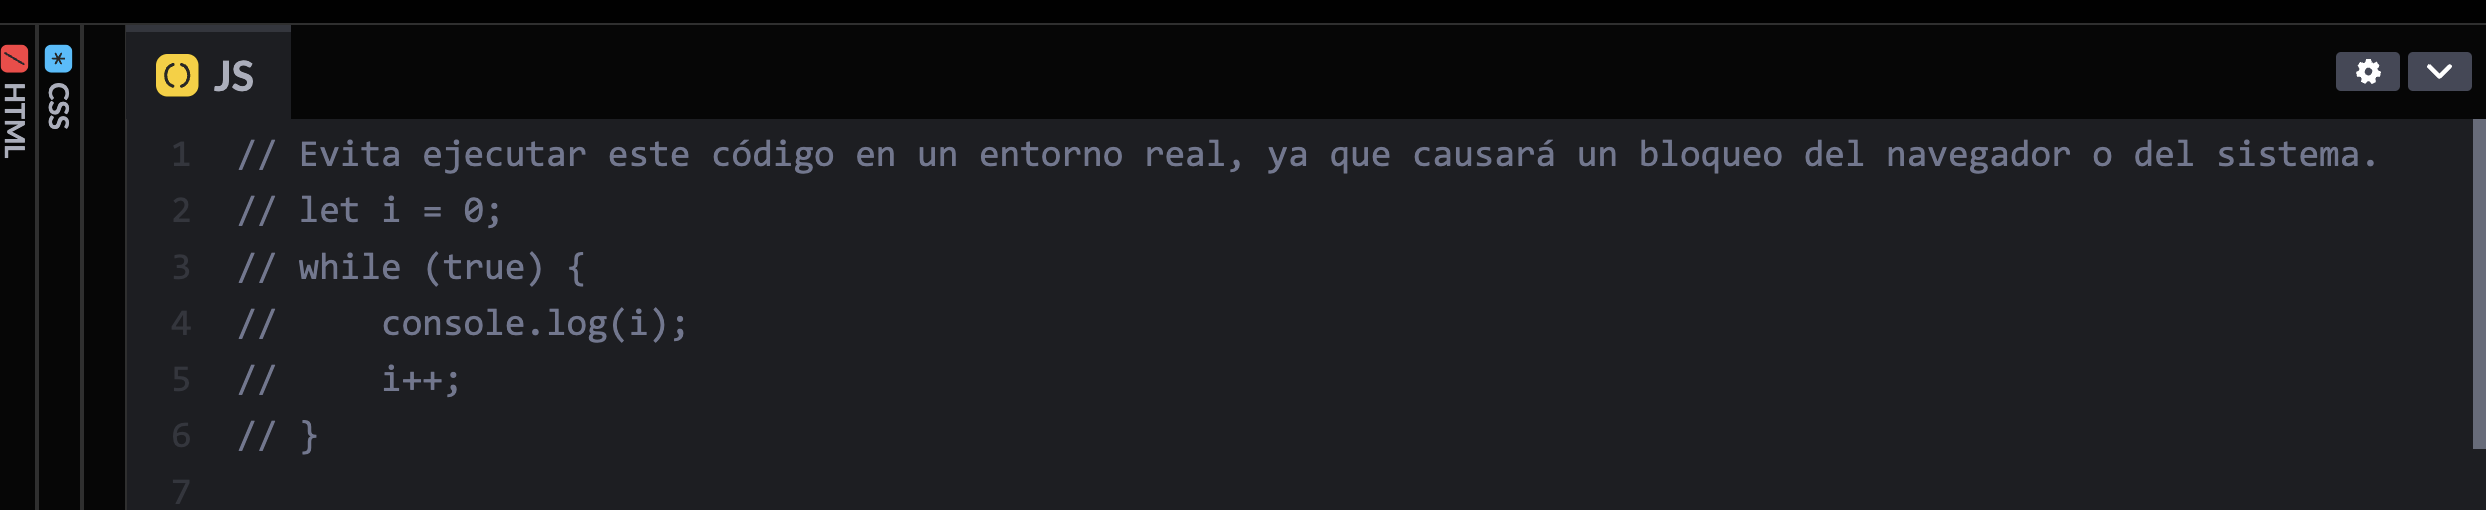 HTML
* CSS
() JS
1 // Evita ejecutar este código en un entorno real, ya que causará un bloqueo del navegador o del sistema.
2 // let i = 0;
3 // while (true) {
4 //     console.log(i);
5 //     i++;
6 // }
7